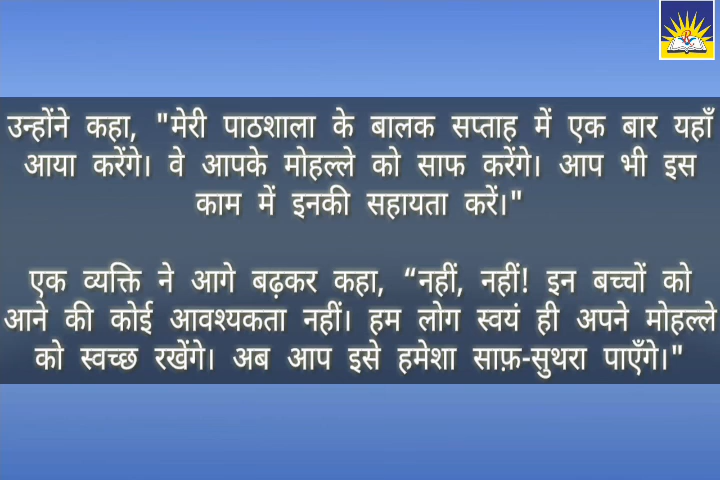 उन्होंने कहा, "मेरी पाठशाला के बालक सप्ताह में एक बार यहाँ
आया करेंगे। वे आपके मोहल्ले को साफ करेंगे। आप भी इस
काम में इनकी सहायता करें।"
एक व्यक्ति ने आगे बढ़कर कहा, “नहीं, नहीं! इन बच्चों को
आने की कोई आवश्यकता नहीं। हम लोग स्वयं ही अपने मोहल्ले
को स्वच्छ रखेंगे। अब आप इसे हमेशा साफ़-सुथरा पाएँगे।"